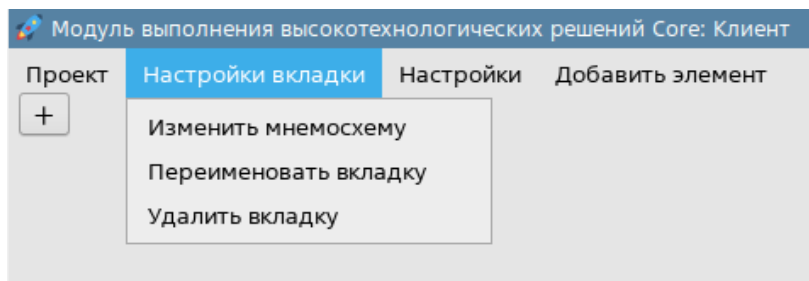 Модуль выполнения высокотехнологических решений Core: Клиент
Проект Настройки вкладки Настройки Добавить элемент
+
Изменить мнемосхему
Переименовать вкладку
Удалить вкладку